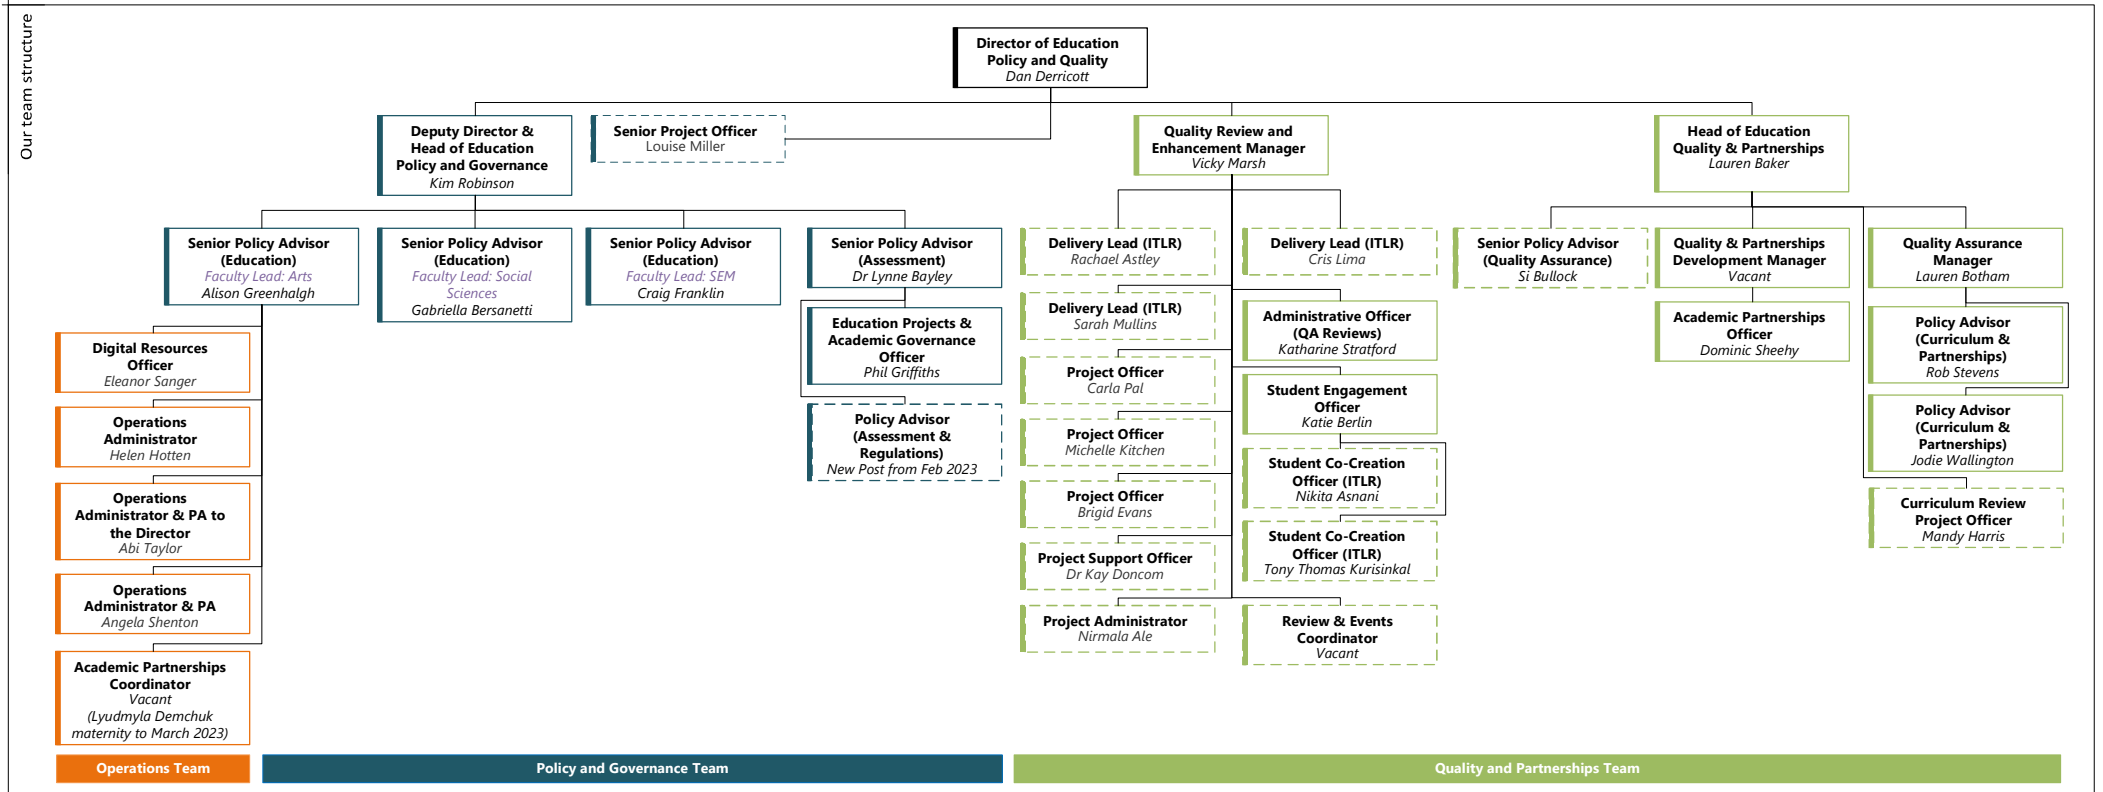 Our team structure
Director of Education
Policy and Quality
Dan Derricott
Deputy Director &
Head of Education
Policy and Governance
Kim Robinson
Senior Project Officer
Louise Miller
Quality Review and
Enhancement Manager
Vicky Marsh
Head of Education
Quality & Partnerships
Lauren Baker
Senior Policy Advisor
(Education)
Faculty Lead: Arts
Alison Greenhalgh
Senior Policy Advisor
(Education)
Faculty Lead: Social
Sciences
Gabriella Bersanetti
Senior Policy Advisor
(Education)
Faculty Lead: SEM
Craig Franklin
Senior Policy Advisor
(Assessment)
Dr Lynne Bayley
Education Projects &
Academic Governance
Officer
Phil Griffiths
Policy Advisor
(Assessment &
Regulations)
New Post from Feb 2023
Digital Resources
Officer
Eleanor Sanger
Operations
Administrator
Helen Hotten
Operations
Administrator & PA to
the Director
Abi Taylor
Operations
Administrator & PA
Angela Shenton
Academic Partnerships
Coordinator
Vacant
(Lyudmyla Demchuk
maternity to March 2023)
Delivery Lead (ITLR)
Rachael Astley
Delivery Lead (ITLR)
Sarah Mullins
Project Officer
Carla Pal
Project Officer
Michelle Kitchen
Project Officer
Brigid Evans
Project Support Officer
Dr Kay Doncom
Project Administrator
Nirmala Ale
Delivery Lead (ITLR)
Cris Lima
Administrative Officer
(QA Reviews)
Katharine Stratford
Student Engagement
Officer
Katie Berlin
Student Co-Creation
Officer (ITLR)
Nikita Asnani
Student Co-Creation
Officer (ITLR)
Tony Thomas Kurisinkal
Review & Events
Coordinator
Vacant
Senior Policy Advisor
(Quality Assurance)
Si Bullock
Quality & Partnerships
Development Manager
Vacant
Academic Partnerships
Officer
Dominic Sheehy
Quality Assurance
Manager
Lauren Botham
Policy Advisor
(Curriculum &
Partnerships)
Rob Stevens
Policy Advisor
(Curriculum &
Partnerships)
Jodie Wallington
Curriculum Review
Project Officer
Mandy Harris
Operations Team
Policy and Governance Team
Quality and Partnerships Team